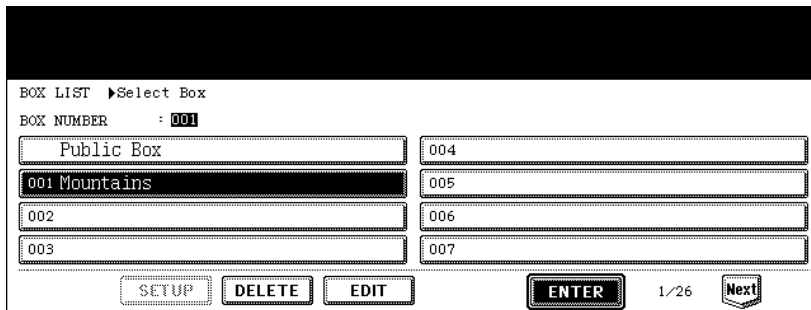 BOX LIST ▶Select Box
BOX NUMBER : 001
Public Box
001 Mountains
002
003
004
005
006
007
SETUP DELETE EDIT ENTER 1/26 Next